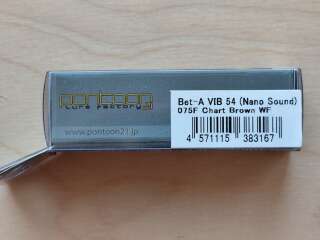 pontoon
lure factory
www.pontoon21.jp
Bet-A VIB 54 (Nano Sound)
075F Chart Brown WF
4 571115 383167